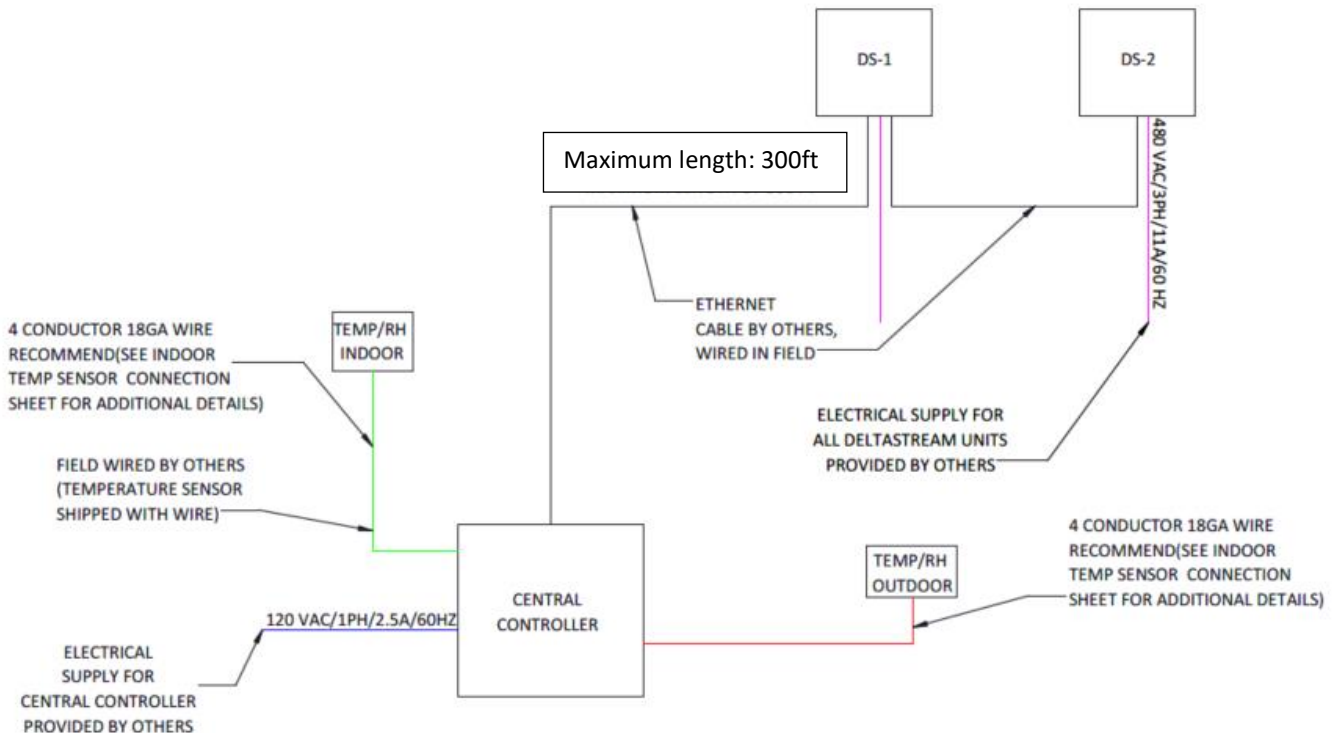 DS-1
DS-2
Maximum length: 300ft
480 VAC/3PH/11A/60 HZ
ETHERNET
CABLE BY OTHERS,
WIRED IN FIELD
4 CONDUCTOR 18GA WIRE
RECOMMEND(SEE INDOOR
TEMP SENSOR CONNECTION
SHEET FOR ADDITIONAL DETAILS)
TEMP/RH
INDOOR
ELECTRICAL SUPPLY FOR
ALL DELTASTREAM UNITS
PROVIDED BY OTHERS
FIELD WIRED BY OTHERS
(TEMPERATURE SENSOR
SHIPPED WITH WIRE)
4 CONDUCTOR 18GA WIRE
RECOMMEND(SEE INDOOR
TEMP SENSOR CONNECTION
SHEET FOR ADDITIONAL DETAILS)
TEMP/RH
OUTDOOR
CENTRAL
CONTROLLER
120 VAC/1PH/2.5A/60HZ
ELECTRICAL
SUPPLY FOR
CENTRAL CONTROLLER
PROVIDED BY OTHERS